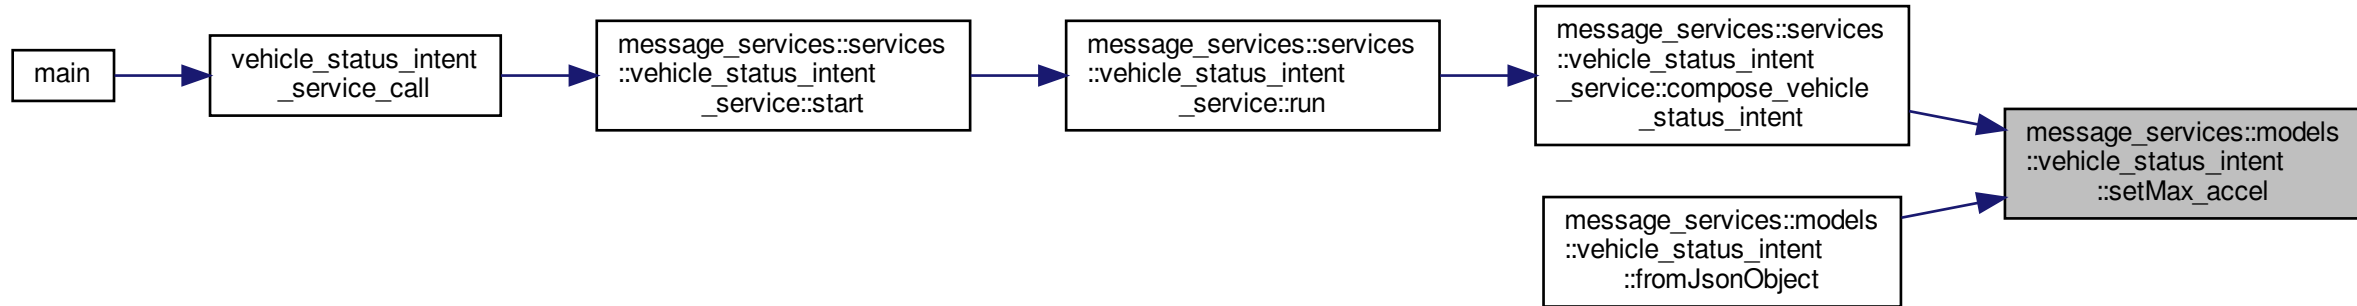 main
vehicle_status_intent
_service_call
message_services::services
::vehicle_status_intent
_service::start
message_services::services
::vehicle_status_intent
_service::run
message_services::services
::vehicle_status_intent
_service::compose_vehicle
_status_intent
message_services::models
::vehicle_status_intent
::setMax_accel
message_services::models
::vehicle_status_intent
::fromJsonObject